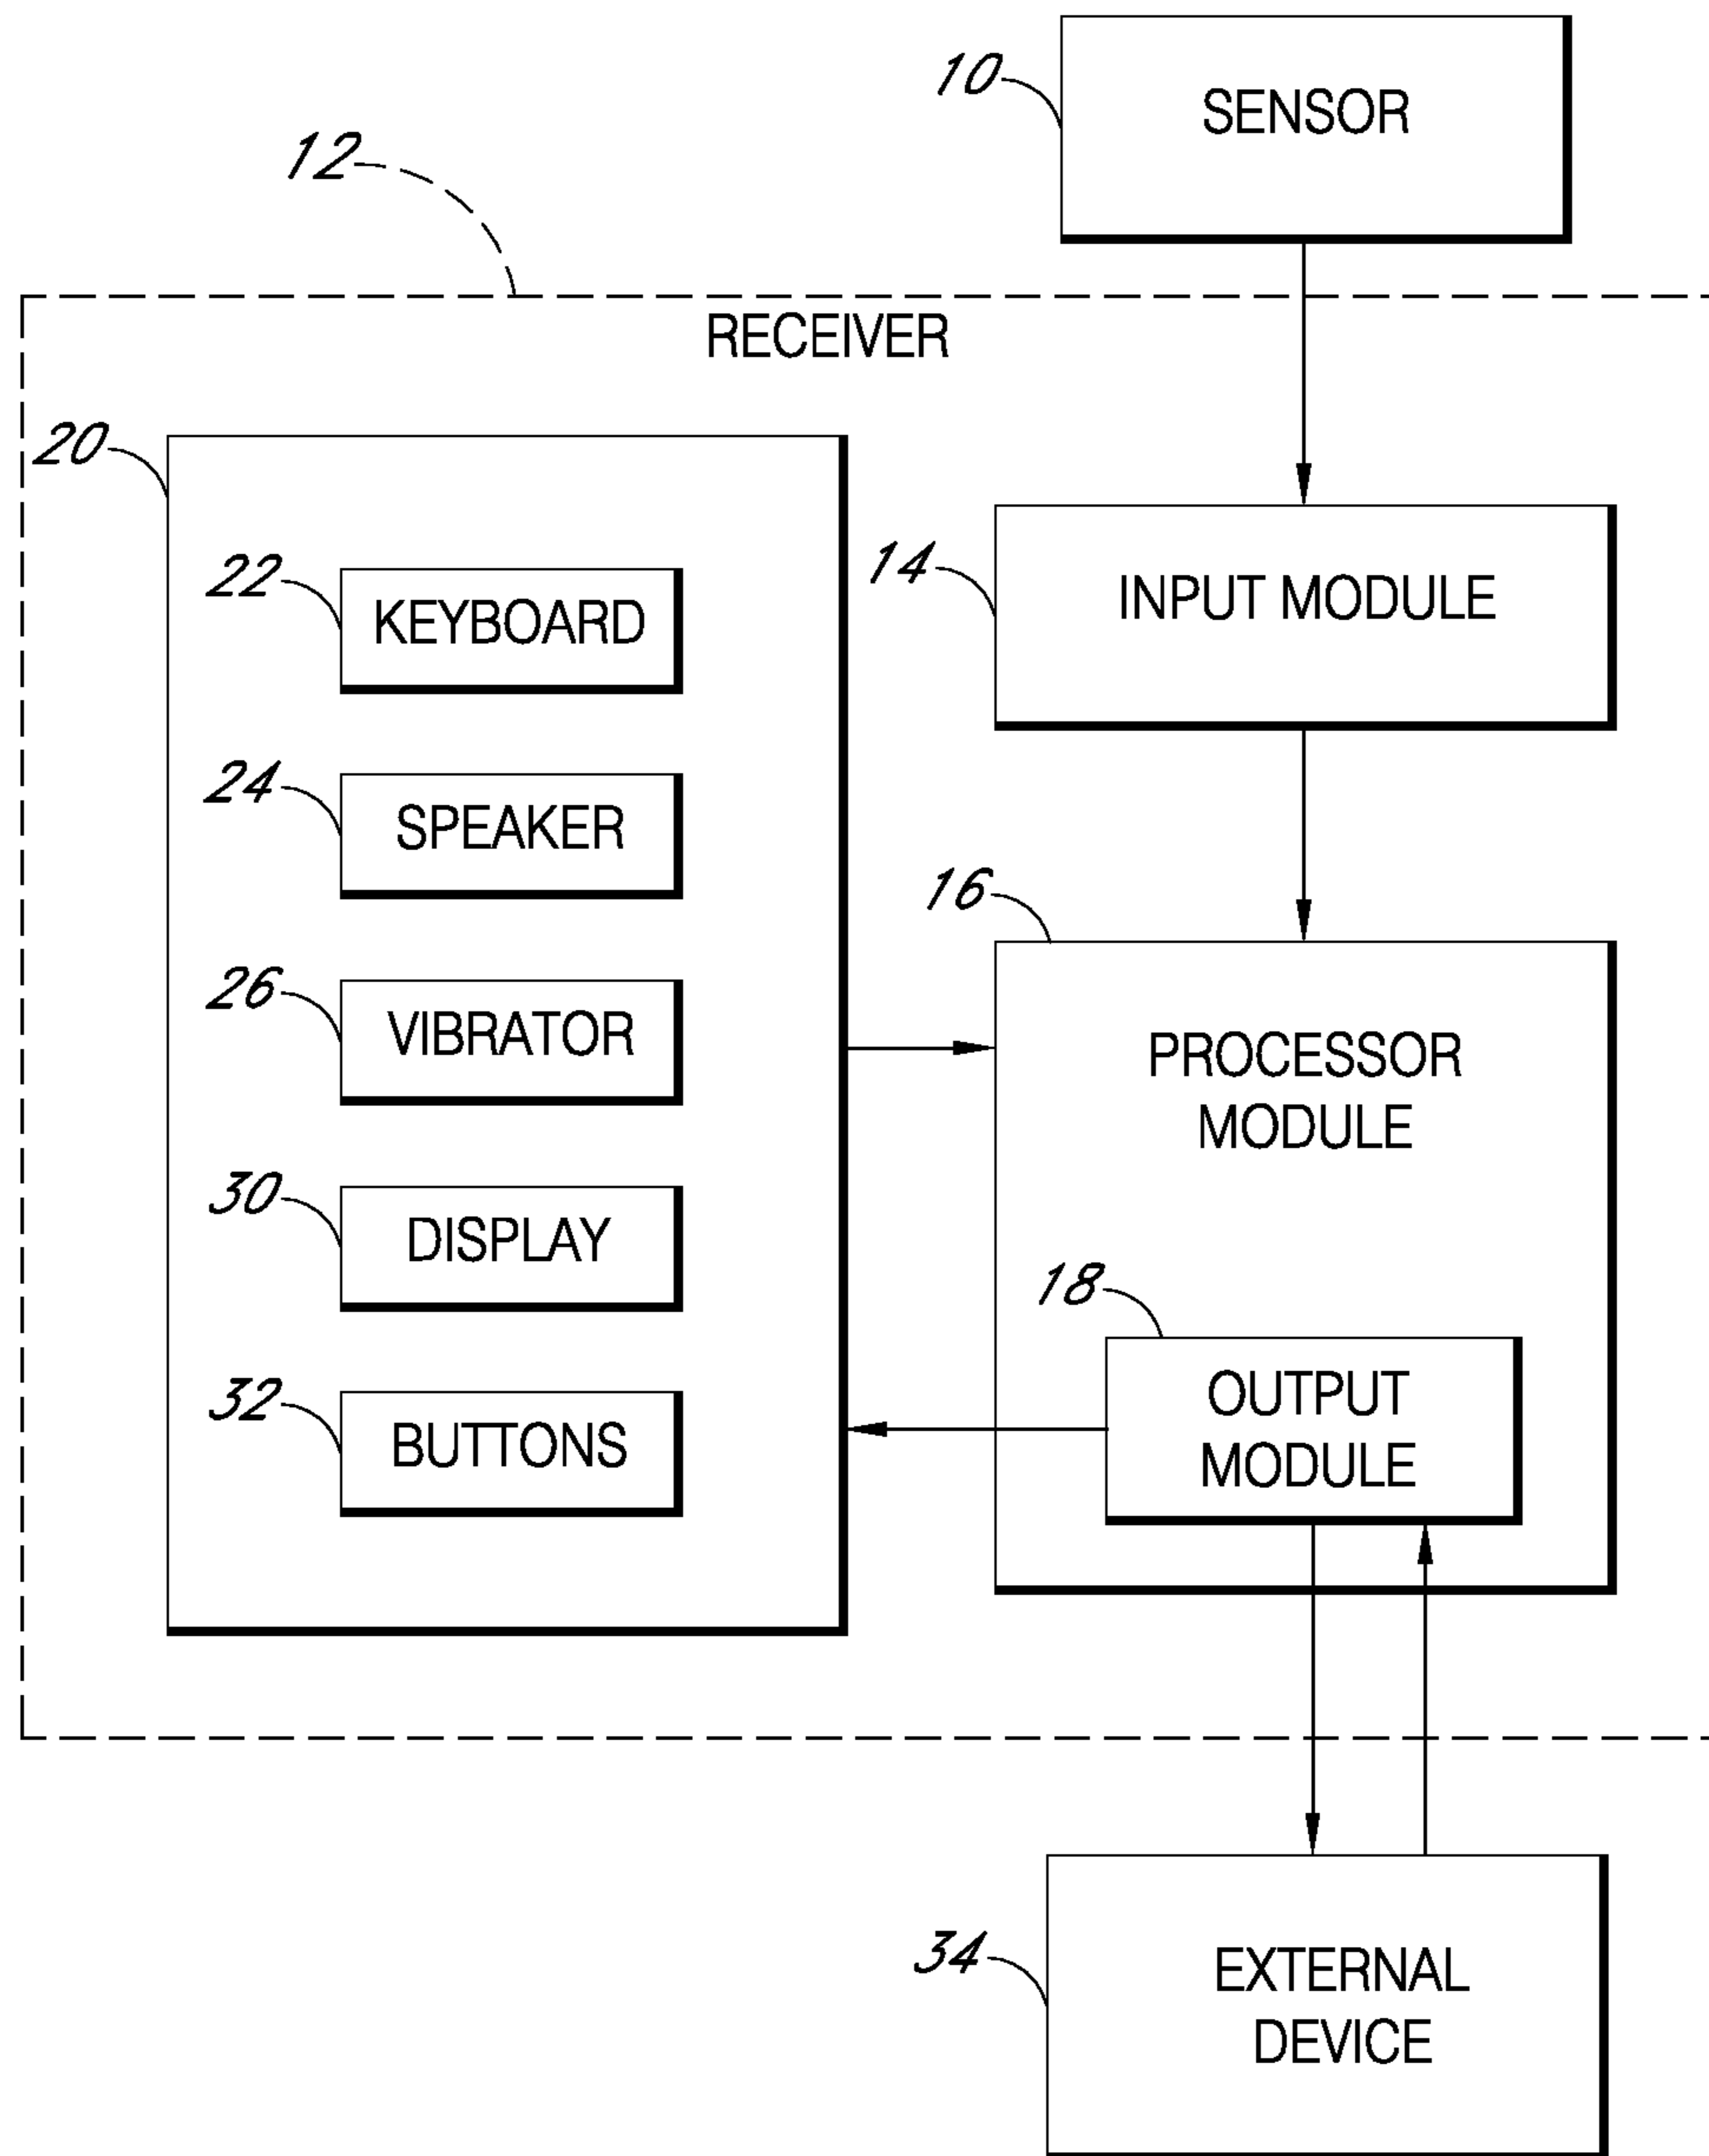 10
SENSOR
12
RECEIVER
20
22
KEYBOARD
14
INPUT MODULE
24
SPEAKER
16
26
VIBRATOR
PROCESSOR
MODULE
30
DISPLAY
18
OUTPUT
MODULE
32
BUTTONS
34
EXTERNAL
DEVICE